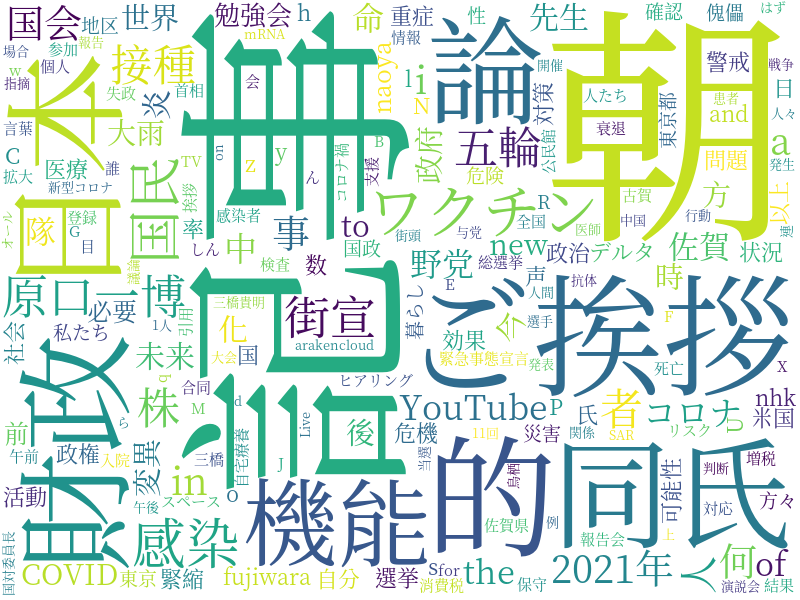 国会
地区
世界
勉強会
h
命
重症
性
先生
確認
傀儡
はず
w
参加
場合
報告
mRNA
情報
開催
戦争
指摘
個人
接種
会
naoya
l
i
論
朝
警戒
日
本
事
失政
首相
炎
N
対策
人たち
患者
人々
言葉
大雨
and
a
C
医療
誰
TV
on
コロナ禍
支援
B
五輪
公民館
衰退
東京都
発生
拡大
新型コロナ
国民
挨拶
z
y
ん
政府
危険
問題
以上
オール
登録
隊
率
感染者
ワクチン
R
医師
古賀
方
G
目
議論
しん
中
事
to
全国
中国
行動
連
国政
街頭
与党
new
政治
デルタ
佐賀
状況
検査
数
野党
総選挙
声
時
原口一博
三橋貴明
街宣
暮らし
ご挨拶
E
人間
抗体
社会
必要
私たち
1人
引用
化
国
大会
arakencloud
今
効果
選手
F
未来
緊急事態宣言
発表
死亡
x
財政
日記
q
合同
ヒアリング
株
M
d
Live
後
YouTube
P
氏
者
コロナ
U
nhk
米国
前
ら
午前
政権
入院
三橋
自宅療養
J
危機
11回
災害
関係
SAR
リスク
変異
in
o
機能的
同氏
可能性
判断
増税
方々
活動
午後
スペース
当選
鳥栖
国対委員長
感染
佐賀県
例
上
対応
報告会
COVID
東京
緊縮
fujiwara
自分
選挙
消費税
Sfor
the
保守
2021年
人
何
of
演説会
結果